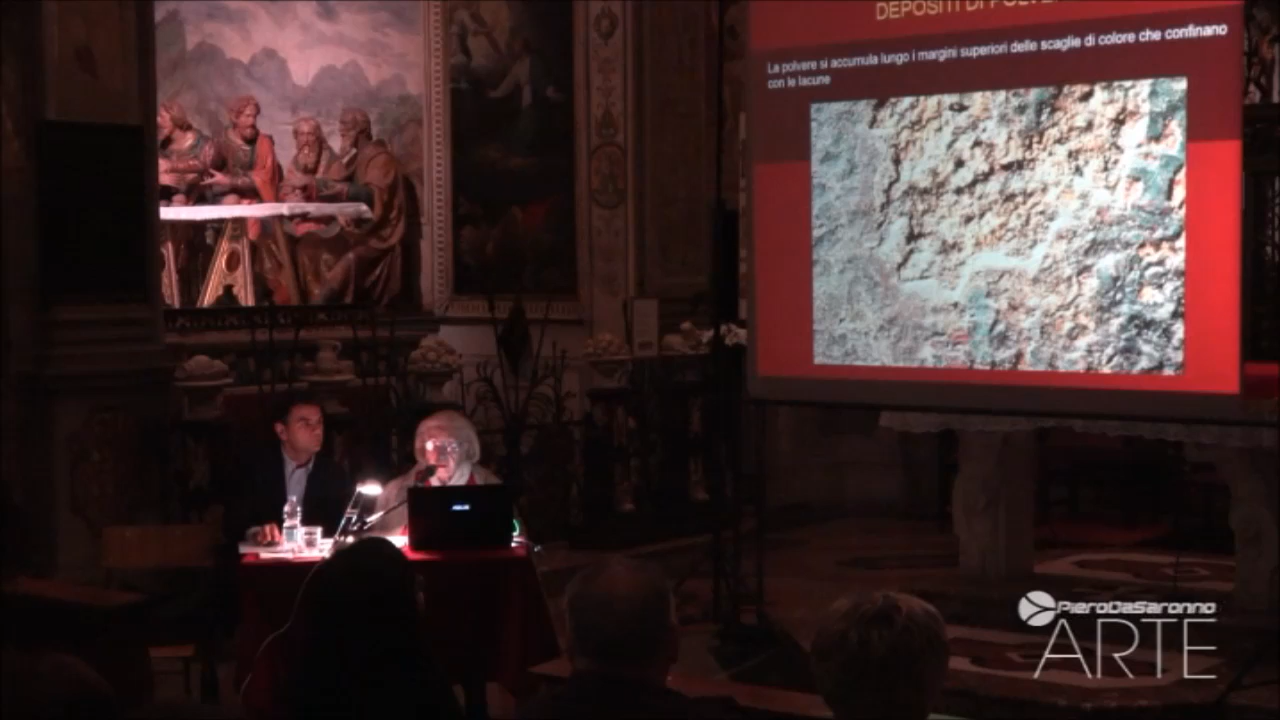 DEPOSITI DI
La polvere si accumula lungo i margini superiori delle scaglie di colore che confinano
con le lacune
ASUS
PieroDaSaronno
ARTE